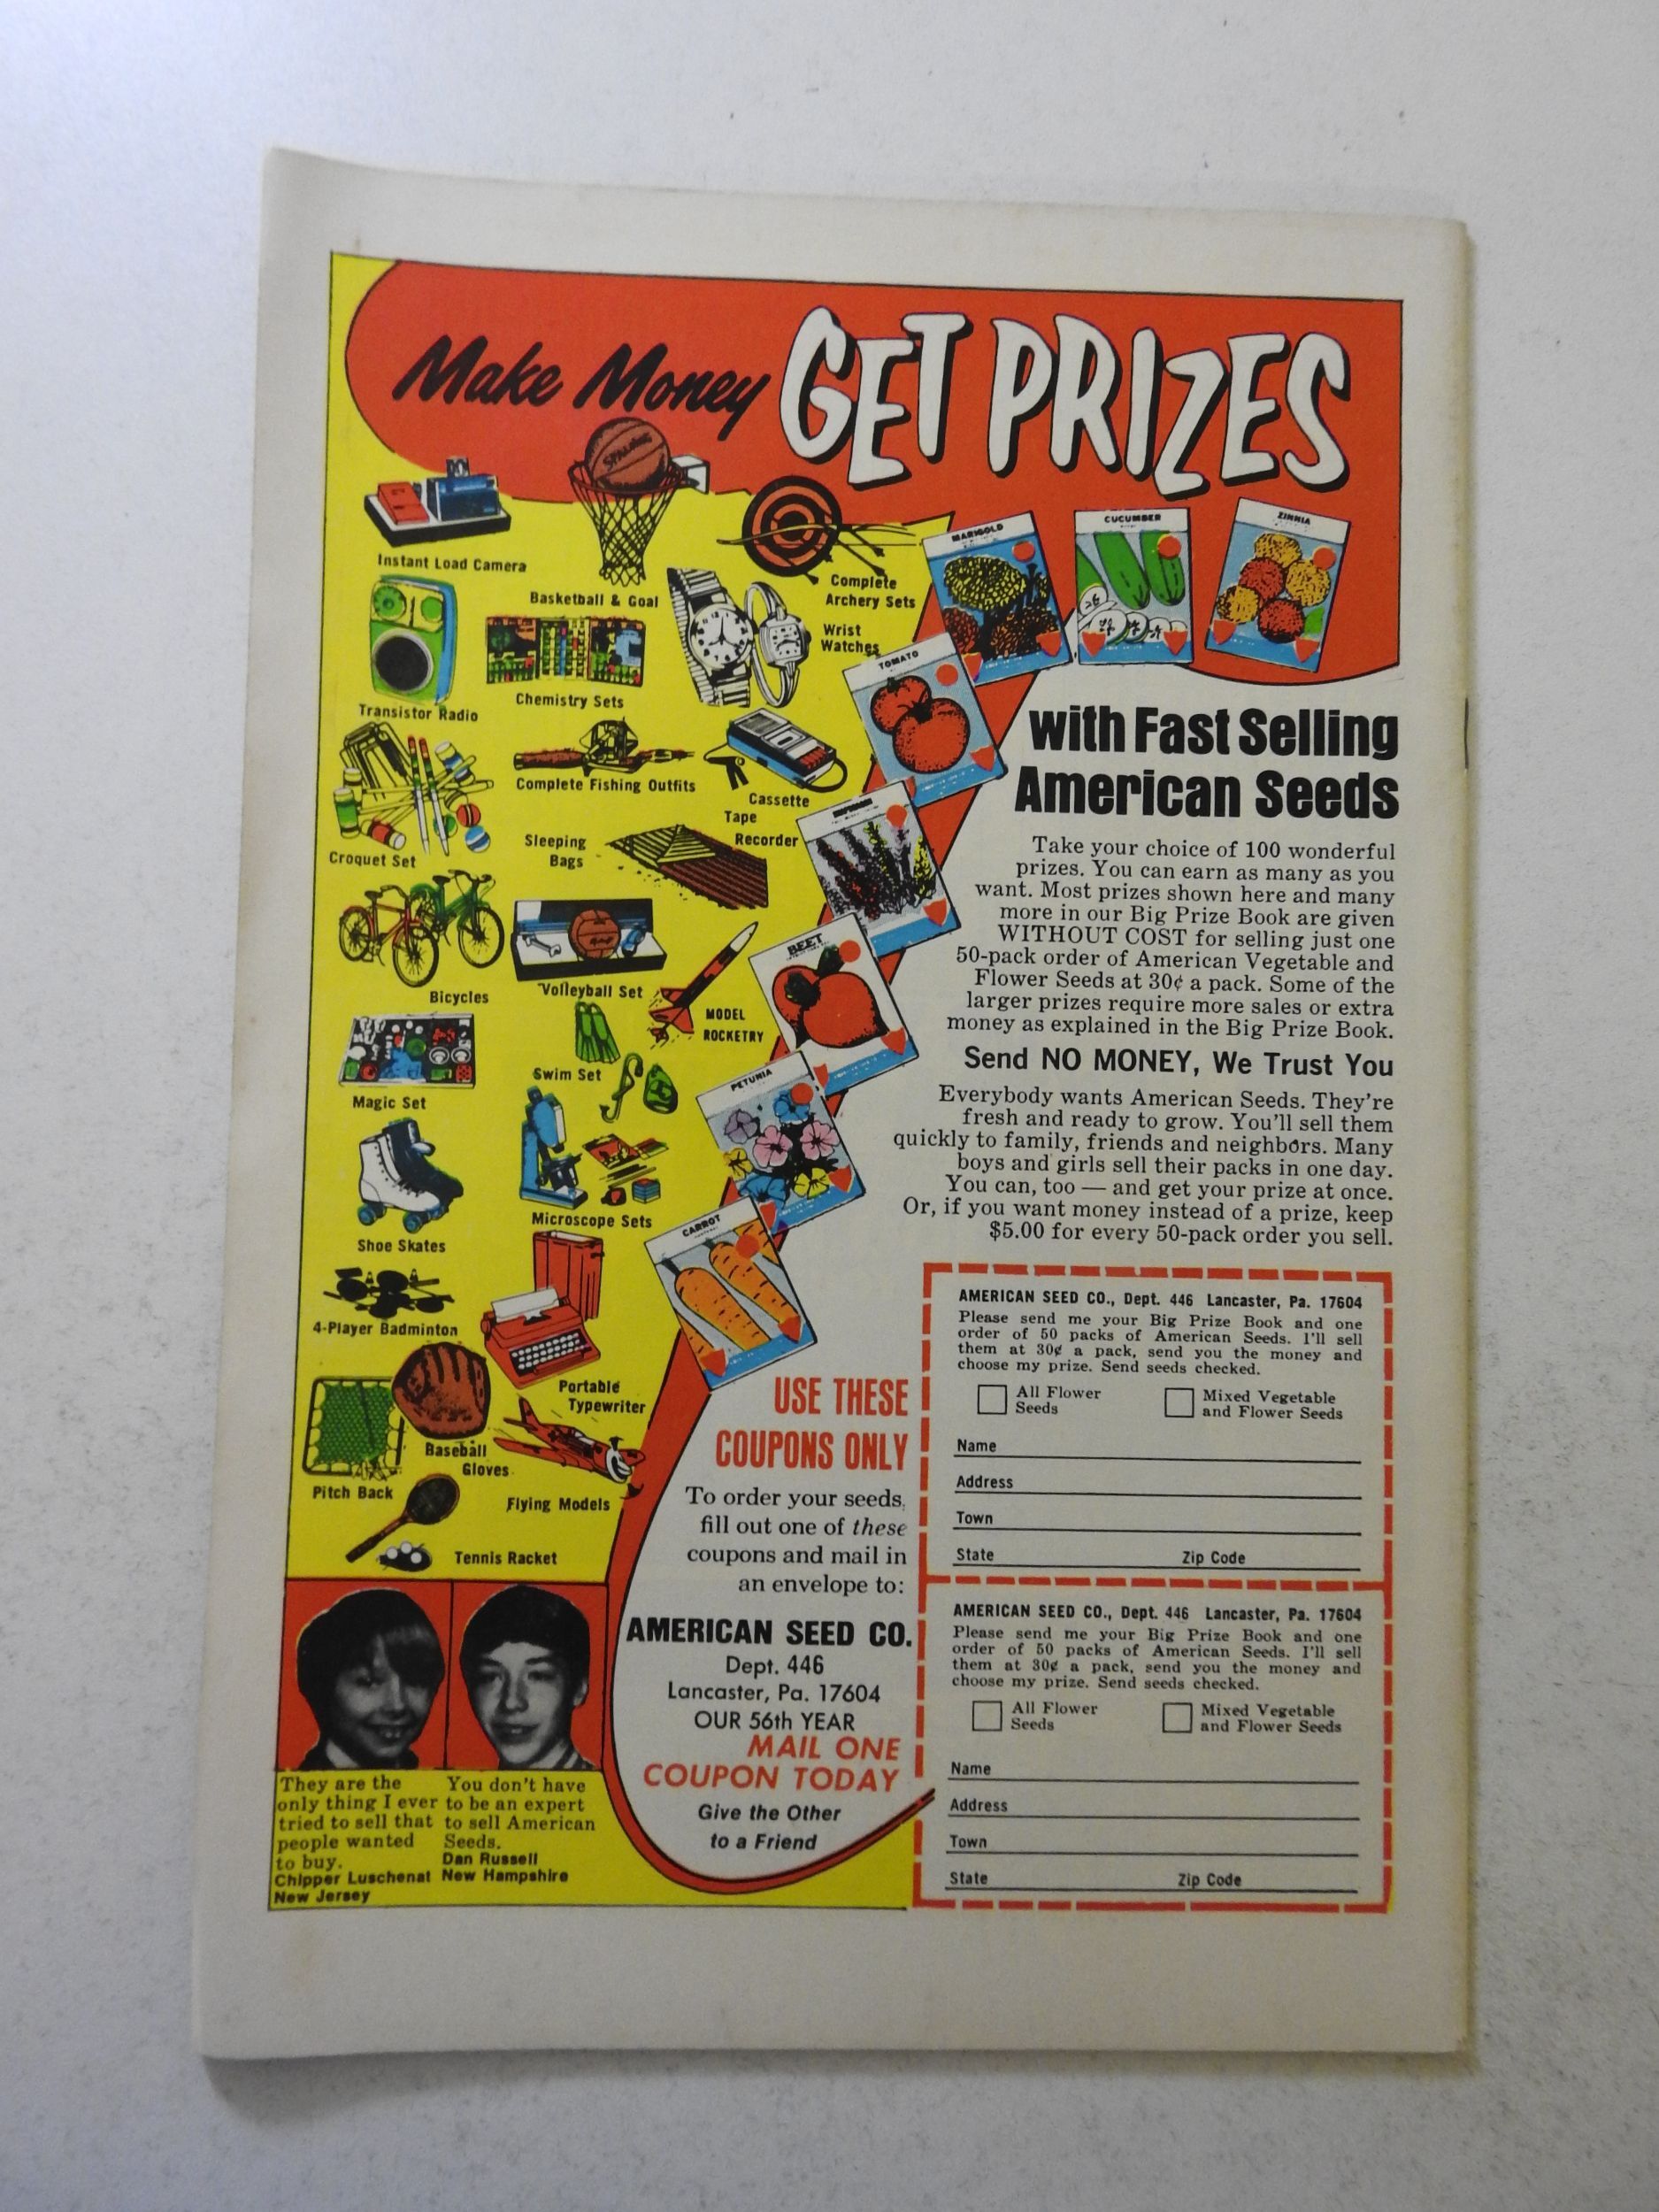 Make Money GET PRIZES
SPALDING
Instant Load Camera
Basketball & Goal
Complete
Archery Sets
Wrist
Watches
Transistor Radio
Chemistry Sets
Complete Fishing Outfits
Cassette
Tape
Recorder
Croquet Set
Sleeping
Bags
Bicycles
Volleyball Set
MODEL
ROCKETRY
Magic Set
Swim Set
Microscope Sets
Shoe Skates
4-Player Badminton
Portable
Typewriter
Baseball
Gloves
Pitch Back
Flying Models
Tennis Racket
MARIGOLD
CUCUMBER
ZINNIA
TOMATO
BEET
PETUNIA
CARROT
with Fast Selling
American Seeds
Take your choice of 100 wonderful
prizes. You can earn as many as you
want. Most prizes shown here and many
more in our Big Prize Book are given
WITHOUT COST for selling just one
50-pack order of American Vegetable and
Flower Seeds at 30¢ a pack. Some of the
larger prizes require more sales or extra
money as explained in the Big Prize Book.
Send NO MONEY, We Trust You
Everybody wants American Seeds. They're
fresh and ready to grow. You'll sell them
quickly to family, friends and neighbors. Many
boys and girls sell their packs in one day.
You can, too — and get your prize at once.
Or, if you want money instead of a prize, keep
$5.00 for every 50-pack order you sell.
USE THESE
COUPONS ONLY
To order your seeds,
fill out one of these
coupons and mail in
an envelope to:
AMERICAN SEED CO.
Dept. 446
Lancaster, Pa. 17604
OUR 56th YEAR
MAIL ONE
COUPON TODAY
Give the Other
to a Friend
AMERICAN SEED CO., Dept. 446 Lancaster, Pa. 17604
Please send me your Big Prize Book and one
order of 50 packs of American Seeds. I'll sell
them at 30¢ a pack, send you the money and
choose my prize. Send seeds checked.
All Flower
Seeds
Mixed Vegetable
and Flower Seeds
Name
Address
Town
State Zip Code
AMERICAN SEED CO., Dept. 446 Lancaster, Pa. 17604
Please send me your Big Prize Book and one
order of 50 packs of American Seeds. I'll sell
them at 30¢ a pack, send you the money and
choose my prize. Send seeds checked.
All Flower
Seeds
Mixed Vegetable
and Flower Seeds
Name
Address
Town
State Zip Code
They are the
only thing I ever
tried to sell that
people wanted
to buy.
Chipper Luschenat
New Jersey
You don't have
to be an expert
to sell American
Seeds.
Dan Russell
New Hampshire